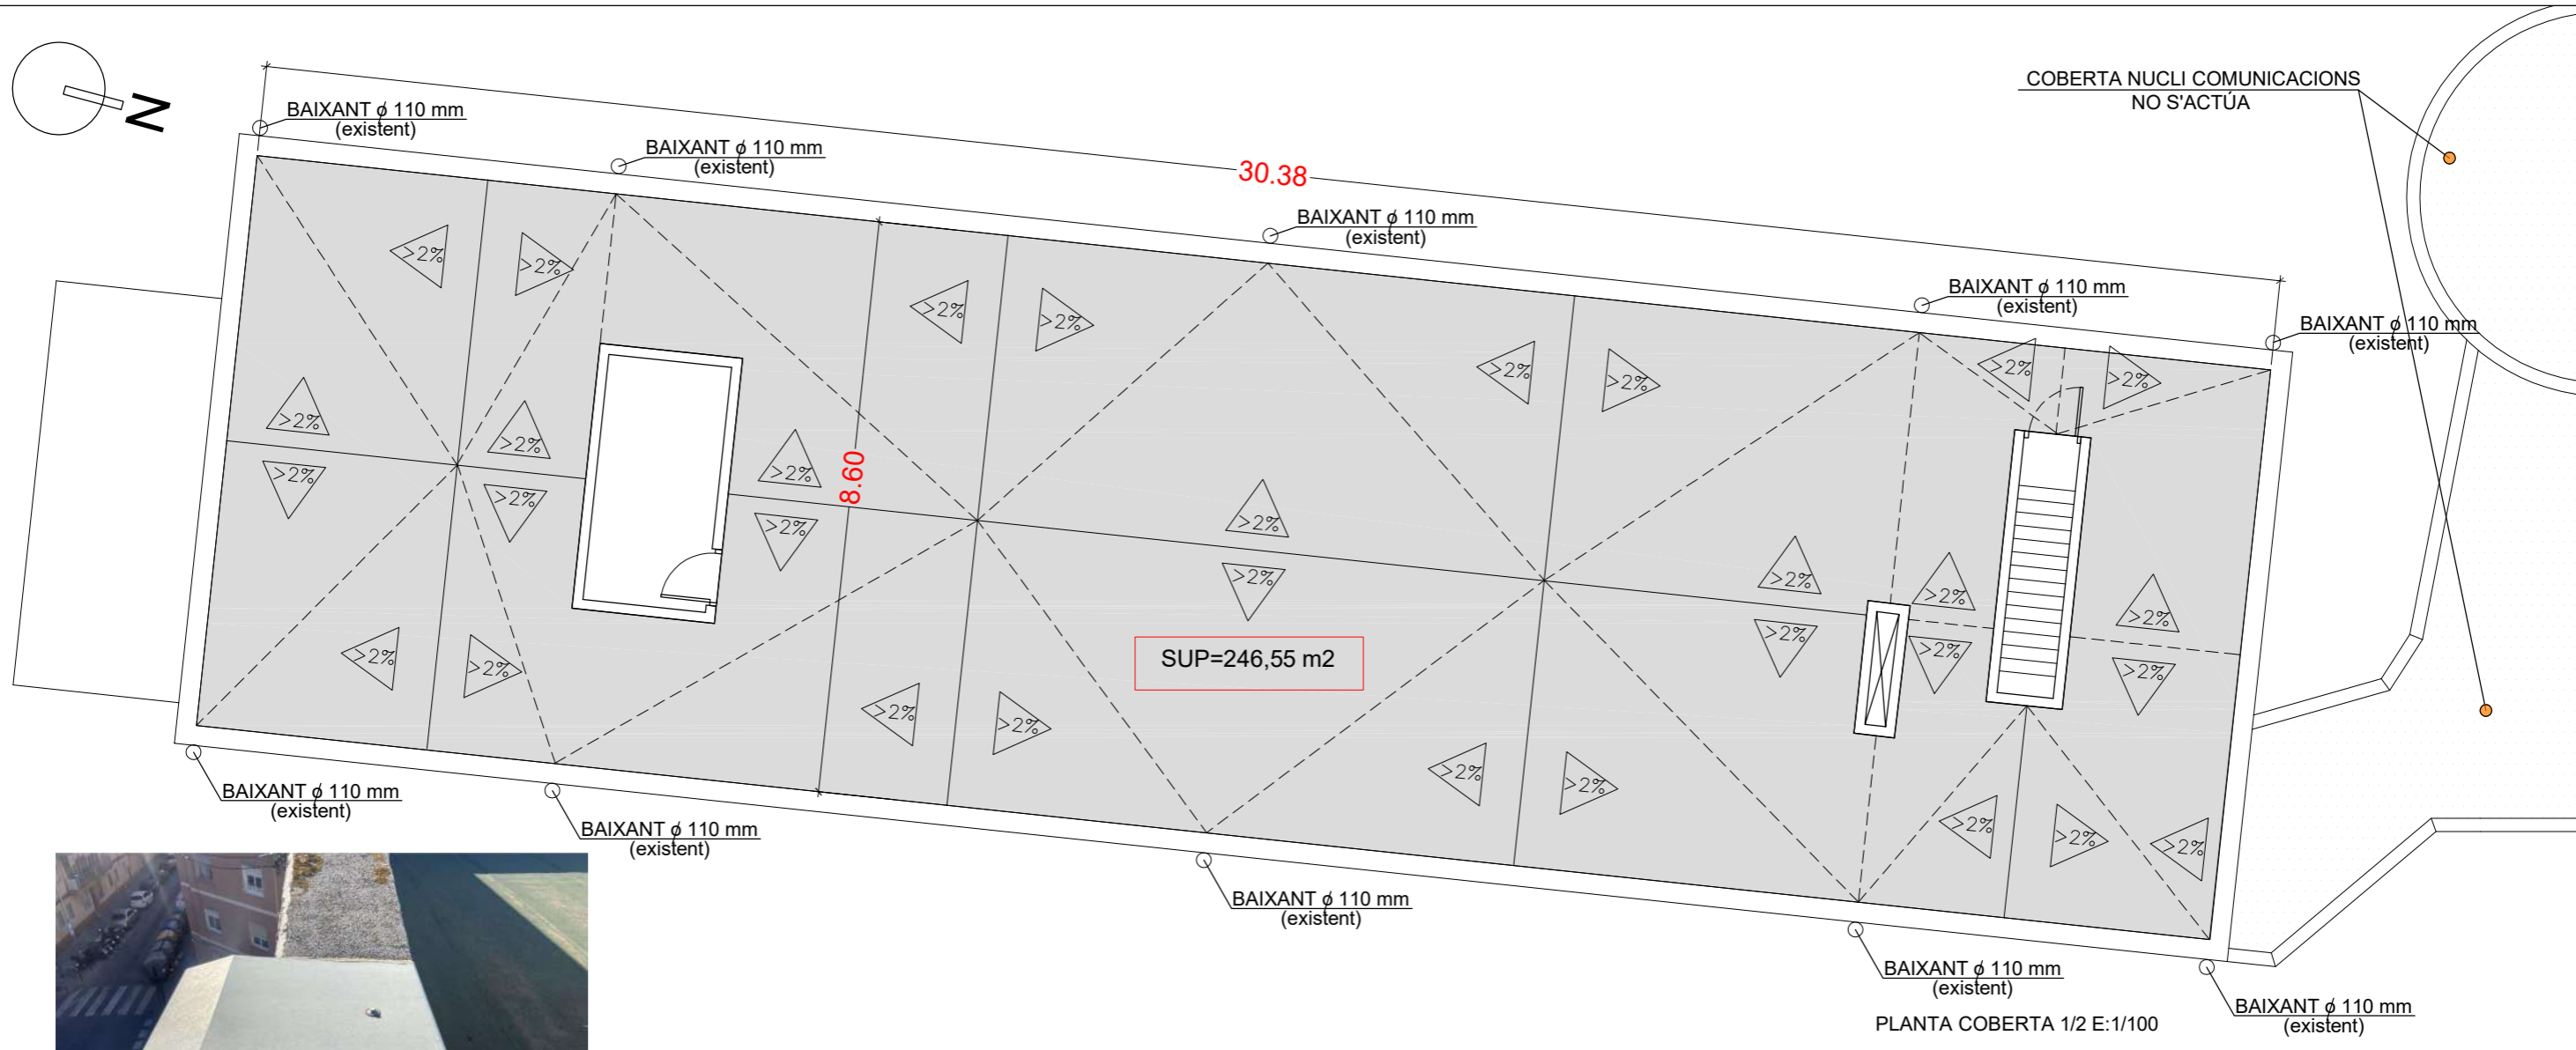 N
COBERTA NUCLI COMUNICACIONS
NO S'ACTÚA
BAIXANT ø 110 mm
(existent)
BAIXANT ø 110 mm
(existent)
30.38
BAIXANT ø 110 mm
(existent)
BAIXANT ø 110 mm
(existent)
BAIXANT ø 110 mm
(existent)
>2%
>2%
>2%
>2%
>2%
>2%
>2%
>2%
>2%
>2%
>2%
>2%
8.60
>2%
>2%
>2%
>2%
>2%
>2%
>2%
>2%
>2%
>2%
>2%
>2%
SUP=246,55 m2
>2%
>2%
>2%
>2%
>2%
>2%
>2%
>2%
>2%
BAIXANT ø 110 mm
(existent)
BAIXANT ø 110 mm
(existent)
BAIXANT ø 110 mm
(existent)
BAIXANT ø 110 mm
(existent)
BAIXANT ø 110 mm
(existent)
PLANTA COBERTA 1/2 E:1/100